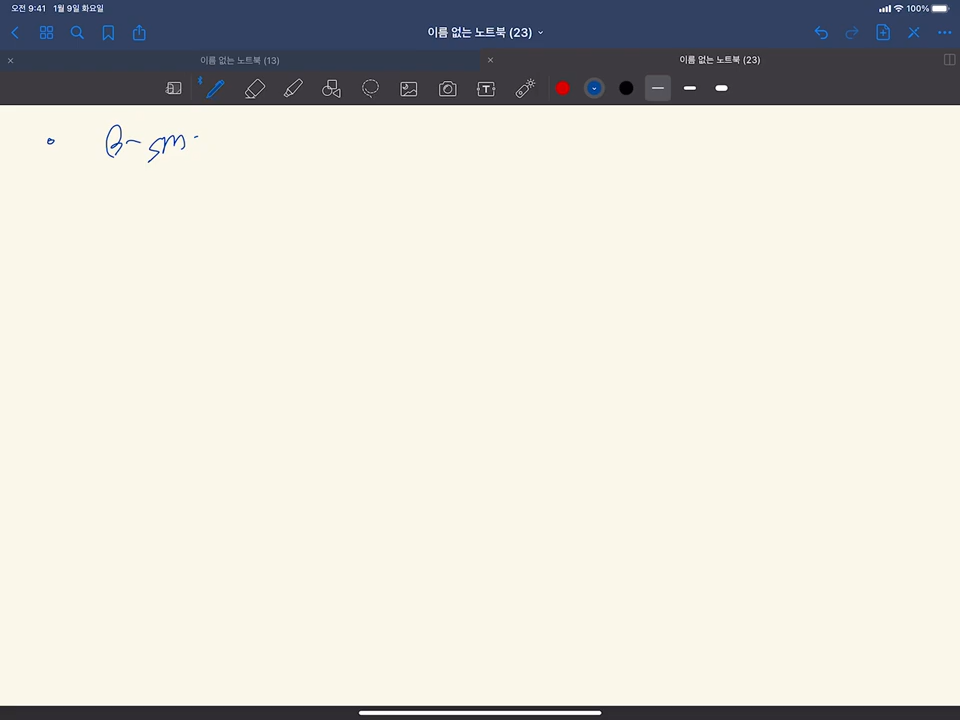 오전 9:41 1월 9일 화요일
100%
이름 없는 노트북 (23)
이름 없는 노트북 (13)
이름 없는 노트북 (23)
T
β- sm